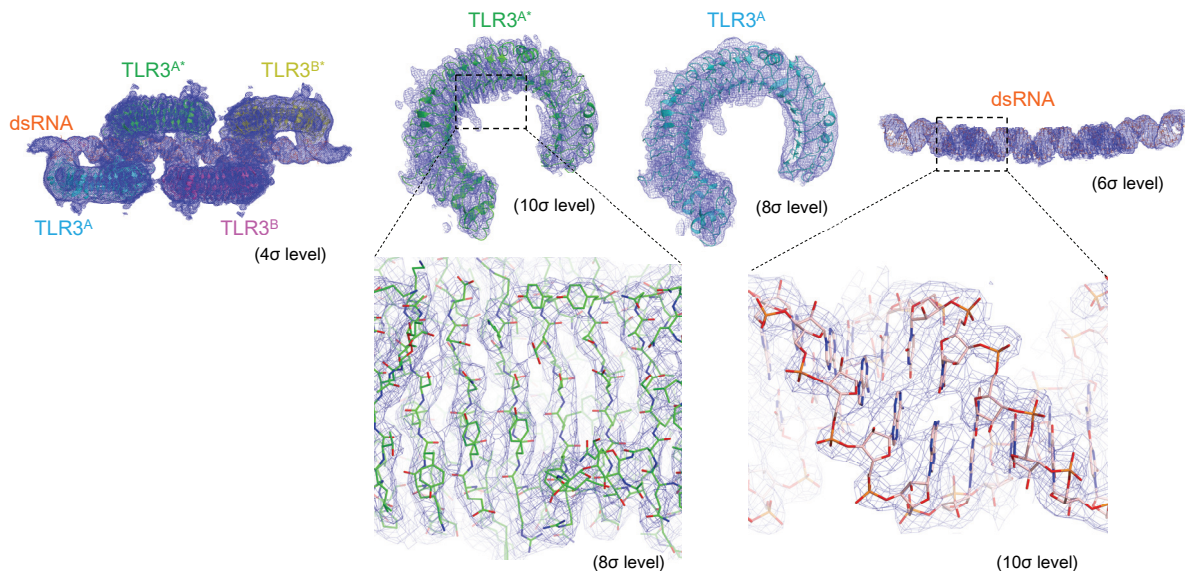 TLR3A*
TLR3B*
dsRNA
TLR3A
TLR3B
(4σ level)
TLR3A*
(10σ level)
TLR3A
(8σ level)
dsRNA
(6σ level)
(8σ level)
(10σ level)